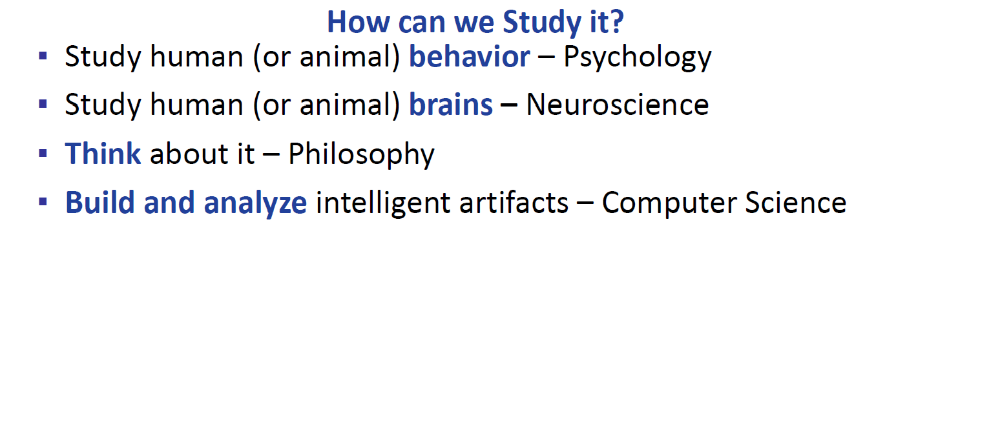 How can we Study it?
▪ Study human (or animal) behavior – Psychology
▪ Study human (or animal) brains – Neuroscience
▪ Think about it – Philosophy
▪ Build and analyze intelligent artifacts – Computer Science